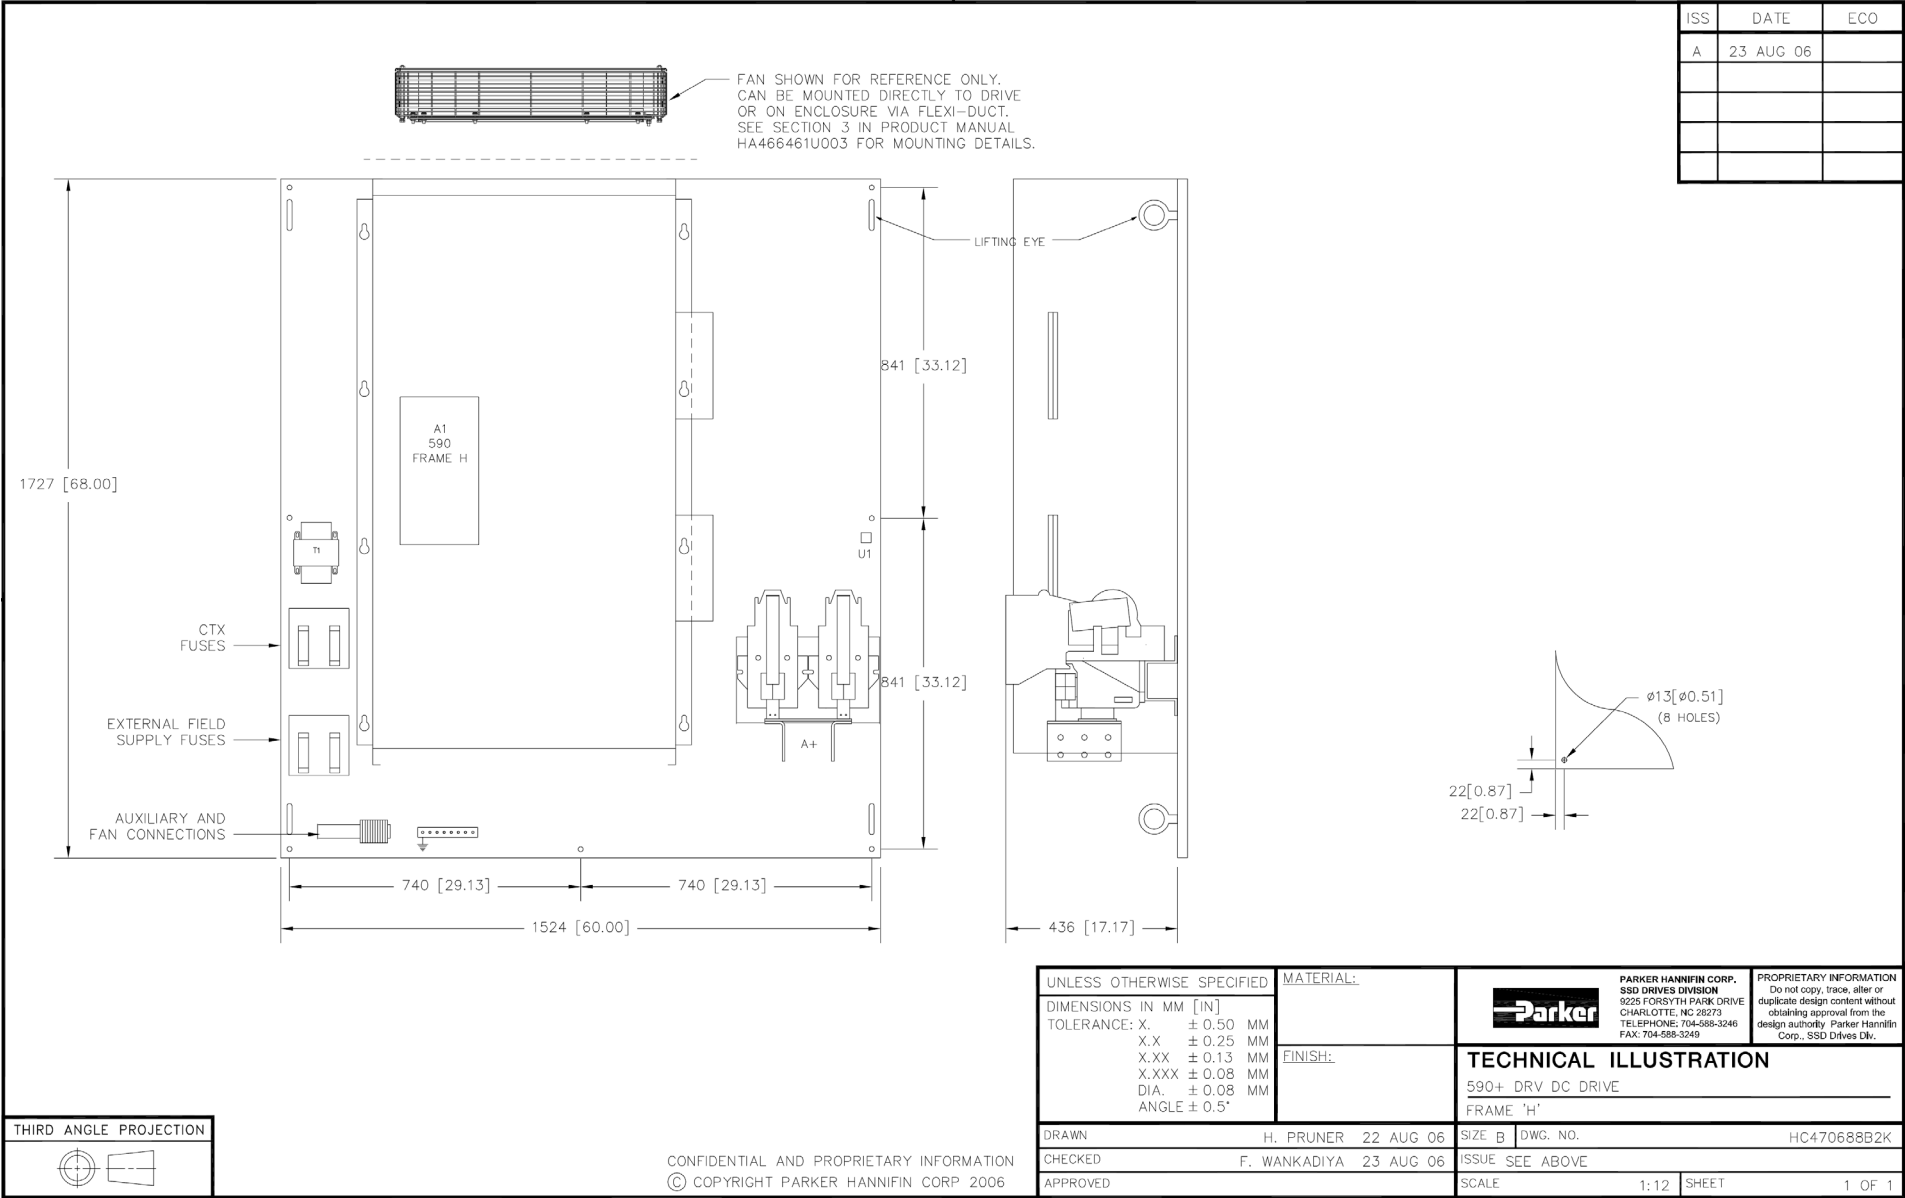 ISS DATE ECO
A 23 AUG 06
FAN SHOWN FOR REFERENCE ONLY.
CAN BE MOUNTED DIRECTLY TO DRIVE
OR ON ENCLOSURE VIA FLEXI-DUCT.
SEE SECTION 3 IN PRODUCT MANUAL
HA466461U003 FOR MOUNTING DETAILS.
LIFTING EYE
841 [33.12]
A1
590
FRAME H
1727 [68.00]
T1
U1
CTX
FUSES
841 [33.12]
EXTERNAL FIELD
SUPPLY FUSES
A+
AUXILIARY AND
FAN CONNECTIONS
740 [29.13]
740 [29.13]
1524 [60.00]
436 [17.17]
ø13[ø0.51]
(8 HOLES)
22[0.87]
22[0.87]
UNLESS OTHERWISE SPECIFIED
DIMENSIONS IN MM [IN]
TOLERANCE: X. ± 0.50 MM
X.X ± 0.25 MM
X.XX ± 0.13 MM
X.XXX ± 0.08 MM
DIA. ± 0.08 MM
ANGLE ± 0.5°
MATERIAL:
FINISH:
Parker
PARKER HANNIFIN CORP.
SSD DRIVES DIVISION
9225 FORSYTH PARK DRIVE
CHARLOTTE, NC 28273
TELEPHONE: 704-588-3246
FAX: 704-588-3249
PROPRIETARY INFORMATION
Do not copy, trace, alter or
duplicate design content without
obtaining approval from the
design authority Parker Hannifin
Corp., SSD Drives Div.
TECHNICAL ILLUSTRATION
590+ DRV DC DRIVE
FRAME 'H'
DRAWN H. PRUNER 22 AUG 06
CHECKED F. WANKADIYA 23 AUG 06
APPROVED
SIZE B DWG. NO. HC470688B2K
ISSUE SEE ABOVE
SCALE 1:12 SHEET 1 OF 1
THIRD ANGLE PROJECTION
CONFIDENTIAL AND PROPRIETARY INFORMATION
© COPYRIGHT PARKER HANNIFIN CORP 2006